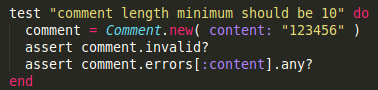 test "comment length minimum should be 10" do
  comment = Comment.new( content: "123456" )
  assert comment.invalid?
  assert comment.errors[:content].any?
end